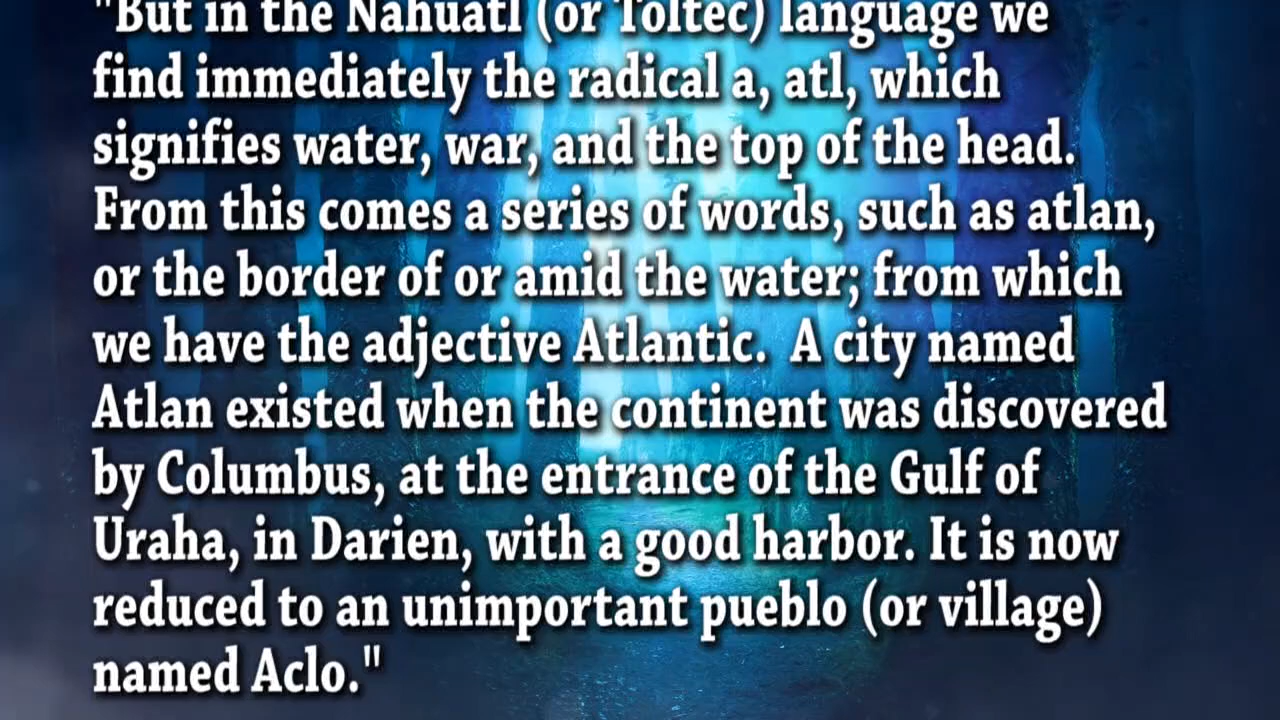 "But in the Nahuatl (or Toltec) language we
find immediately the radical a, atl, which
signifies water, war, and the top of the head.
From this comes a series of words, such as atlan,
or the border of or amid the water; from which
we have the adjective Atlantic.  A city named
Atlan existed when the continent was discovered
by Columbus, at the entrance of the Gulf of
Uraha, in Darien, with a good harbor. It is now
reduced to an unimportant pueblo (or village)
named Aclo."